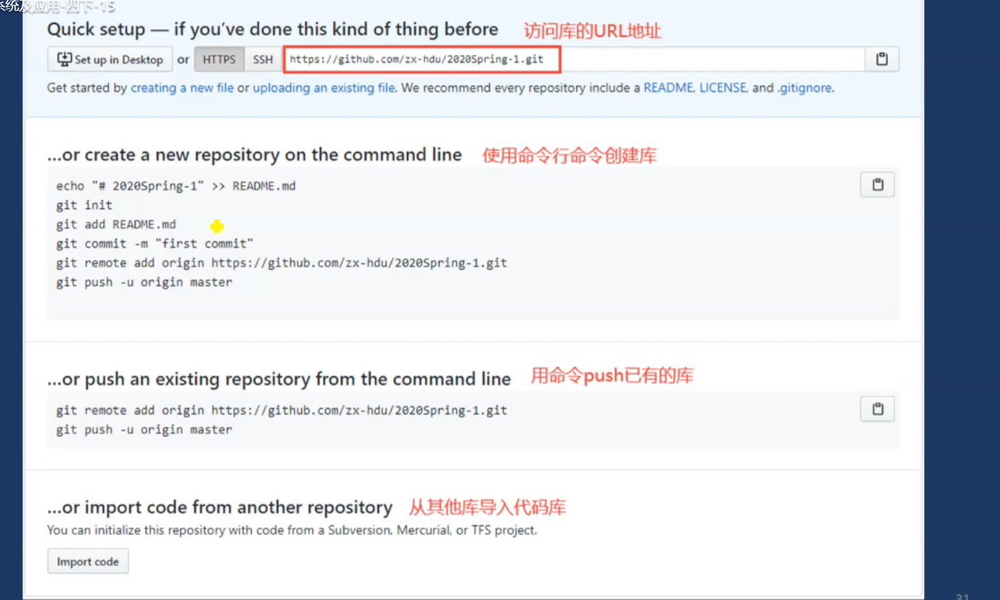 系统及应用-四下-15
Quick setup — if you’ve done this kind of thing before 访问库的URL地址
Set up in Desktop or HTTPS SSH https://github.com/zx-hdu/2020Spring-1.git
Get started by creating a new file or uploading an existing file. We recommend every repository include a README, LICENSE, and .gitignore.
…or create a new repository on the command line 使用命令行命令创建库
echo "# 2020Spring-1" >> README.md
git init
git add README.md
git commit -m "first commit"
git remote add origin https://github.com/zx-hdu/2020Spring-1.git
git push -u origin master
…or push an existing repository from the command line 用命令push已有的库
git remote add origin https://github.com/zx-hdu/2020Spring-1.git
git push -u origin master
…or import code from another repository 从其他库导入代码库
You can initialize this repository with code from a Subversion, Mercurial, or TFS project.
Import code
31